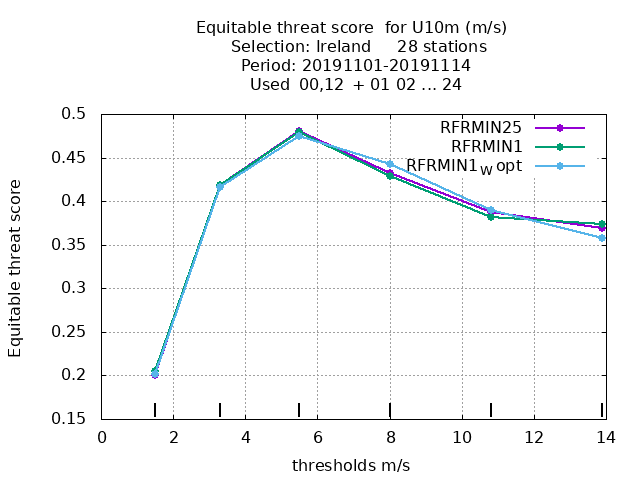 Equitable threat score  for U10m (m/s)
Selection: Ireland     28 stations
Period: 20191101-20191114
Used  00,12  + 01 02 ... 24
RFRMIN25
RFRMIN1
RFRMIN1W opt
Equitable threat score
0.5
0.45
0.4
0.35
0.3
0.25
0.2
0.15
0 2 4 6 8 10 12 14
thresholds m/s